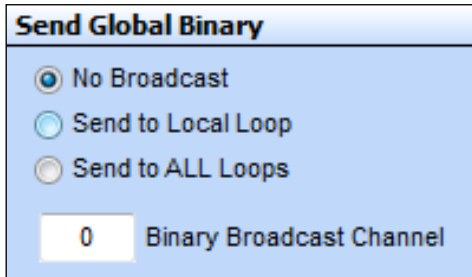 Send Global Binary
No Broadcast
Send to Local Loop
Send to ALL Loops
0 Binary Broadcast Channel